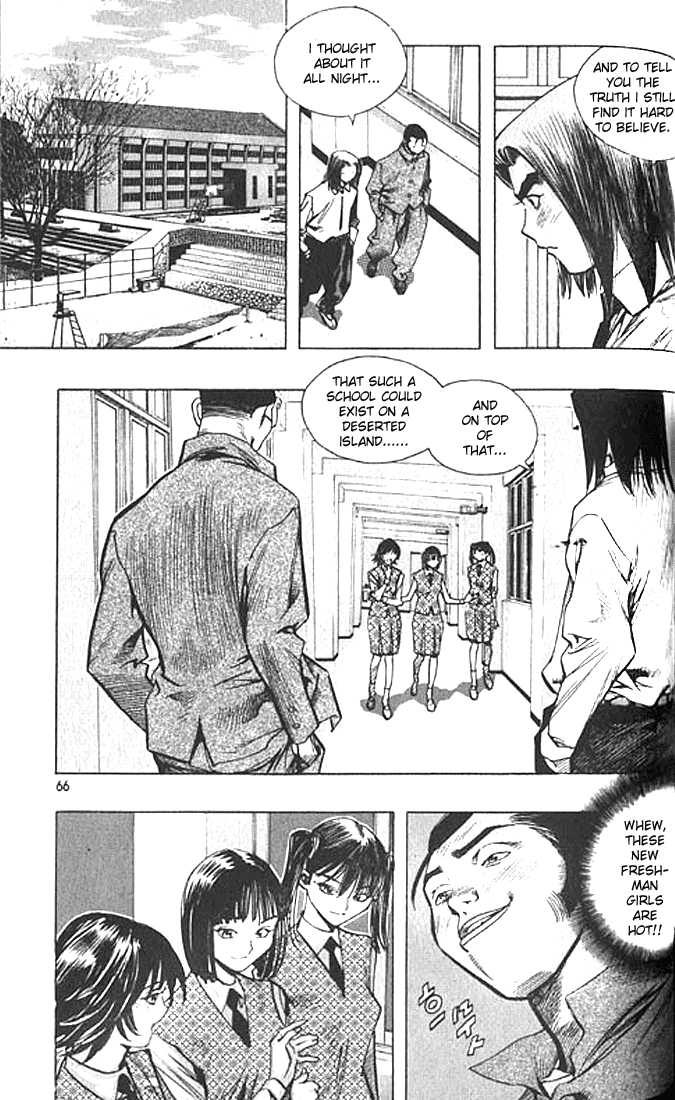 I THOUGHT
ABOUT IT
ALL NIGHT...
AND TO TELL
YOU THE
TRUTH I STILL
FIND IT HARD
TO BELIEVE.
THAT SUCH A
SCHOOL COULD
EXIST ON A
DESERTED
ISLAND......
AND
ON TOP
OF
THAT...
66
WHEW,
THESE
NEW
FRESH-
MAN
GIRLS
ARE
HOT!!